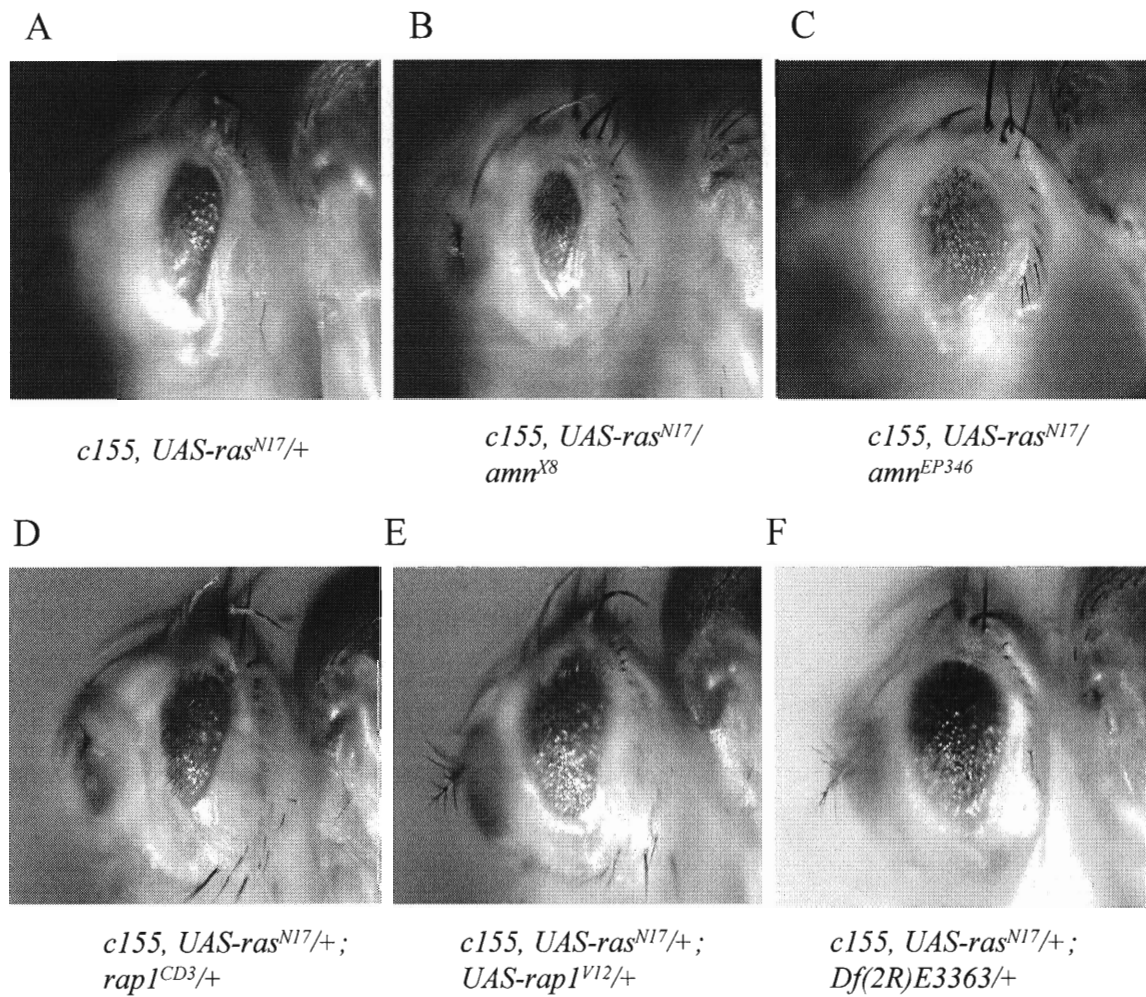 A
B
C
c155, UAS-ras^N17/+
c155, UAS-ras^N17/
amn^X8
c155, UAS-ras^N17/
amn^EP346
D
E
F
c155, UAS-ras^N17/+;
rap1^CD3/+
c155, UAS-ras^N17/+;
UAS-rap1^V12/+
c155, UAS-ras^N17/+;
Df(2R)E3363/+